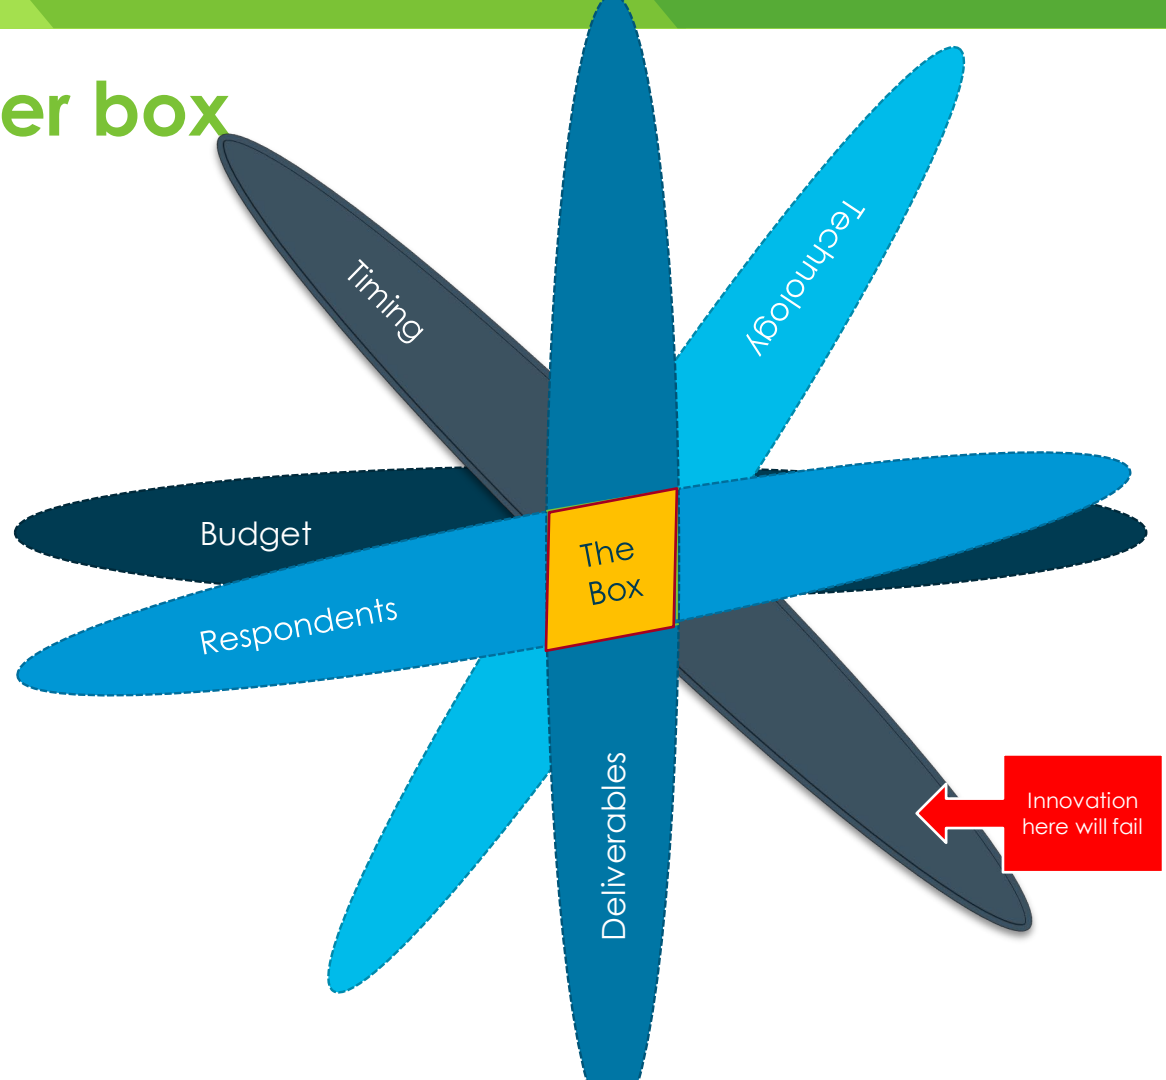 er box
Timing
Technology
Budget
The
Box
Respondents
Deliverables
Innovation
here will fail